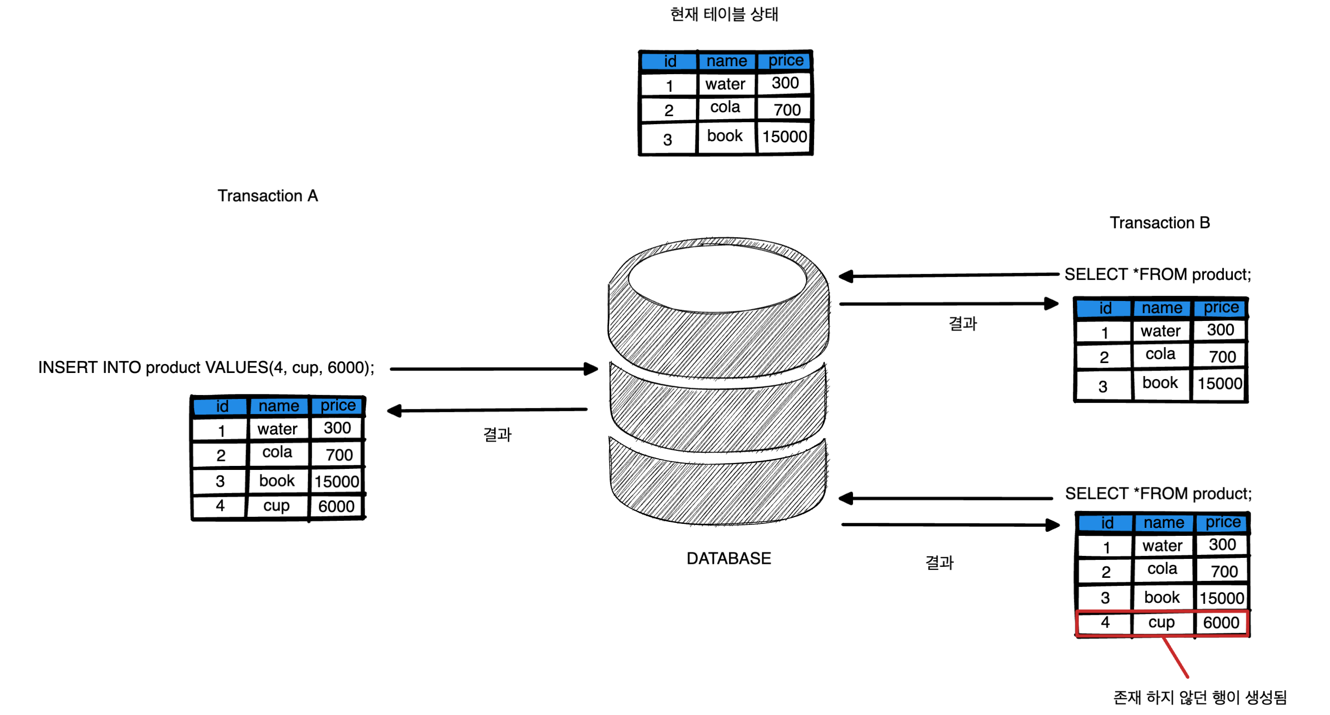 현재 테이블 상태
id name price
1 water 300
2 cola 700
3 book 15000
Transaction A
INSERT INTO product VALUES(4, cup, 6000);
결과
id name price
1 water 300
2 cola 700
3 book 15000
4 cup 6000
DATABASE
Transaction B
SELECT *FROM product;
결과
id name price
1 water 300
2 cola 700
3 book 15000
SELECT *FROM product;
결과
id name price
1 water 300
2 cola 700
3 book 15000
4 cup 6000
존재 하지 않던 행이 생성됨